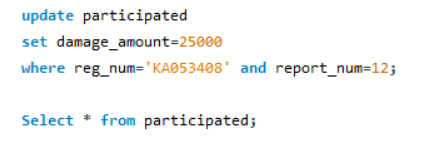 update participated
set damage_amount=25000
where reg_num='KA053408' and report_num=12;
Select * from participated;